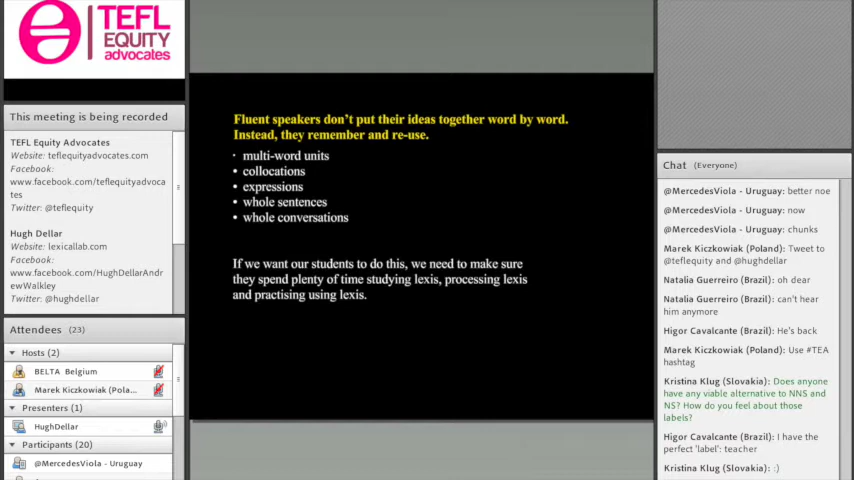 TEFL
EQUITY
advocates
This meeting is being recorded
TEFL Equity Advocates
Website: teflequityadvocates.com
Facebook:
www.facebook.com/teflequityadvoca
tes
Twitter: @teflequity
Hugh Dellar
Website: lexicallab.com
Facebook:
www.facebook.com/HughDellarAndr
ewWalkley
Twitter: @hughdellar
Attendees (23)
Hosts (2)
BELTA Belgium
Marek Kiczkowiak (Pola...
Presenters (1)
HughDellar
Participants (20)
@MercedesViola - Uruguay
Fluent speakers don’t put their ideas together word by word.
Instead, they remember and re-use.
• multi-word units
• collocations
• expressions
• whole sentences
• whole conversations
If we want our students to do this, we need to make sure
they spend plenty of time studying lexis, processing lexis
and practising using lexis.
Chat (Everyone)
@MercedesViola - Uruguay: better noe
@MercedesViola - Uruguay: now
@MercedesViola - Uruguay: chunks
Marek Kiczkowiak (Poland): Tweet to
@teflequity and @hughdellar
Natalia Guerreiro (Brazil): oh dear
Natalia Guerreiro (Brazil): can't hear
him anymore
Higor Cavalcante (Brazil): He's back
Marek Kiczkowiak (Poland): Use #TEA
hashtag
Kristina Klug (Slovakia): Does anyone
have any viable alternative to NNS and
NS? How do you feel about those
labels?
Higor Cavalcante (Brazil): I have the
perfect 'label': teacher
Kristina Klug (Slovakia): :)